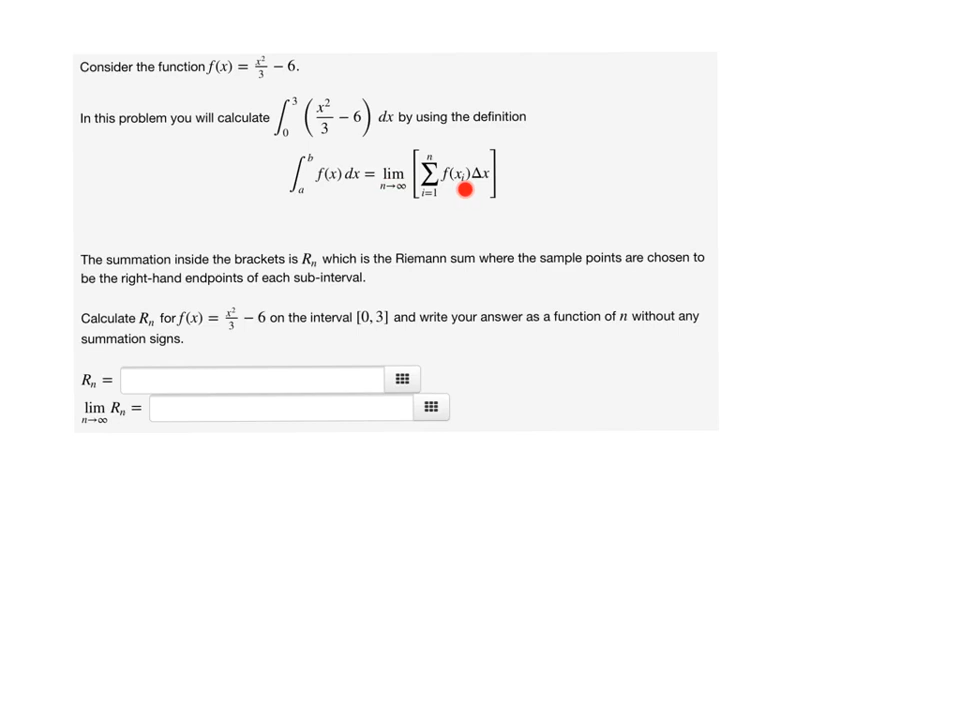 Consider the function f(x) = x²/3 − 6.
In this problem you will calculate ∫₀³ (x²/3 − 6) dx by using the definition
∫ₐᵇ f(x) dx = lim n→∞ [∑ i=1 n f(xᵢ)Δx]
The summation inside the brackets is Rₙ which is the Riemann sum where the sample points are chosen to
be the right-hand endpoints of each sub-interval.
Calculate Rₙ for f(x) = x²/3 − 6 on the interval [0, 3] and write your answer as a function of n without any
summation signs.
Rₙ =
lim n→∞ Rₙ =